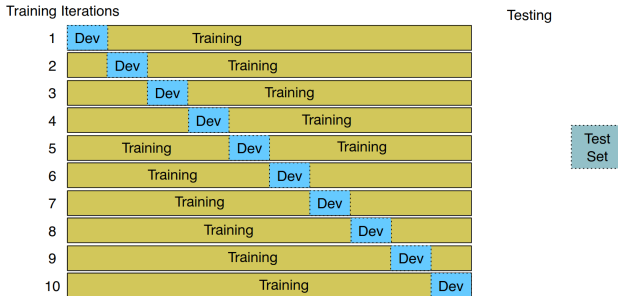 Training Iterations
Testing
1 Dev Training
2 Dev Training
3 Dev Training
4 Dev Training
5 Training Dev Training
6 Training Dev
7 Training Dev
8 Training Dev
9 Training Dev
10 Training Dev
Test
Set